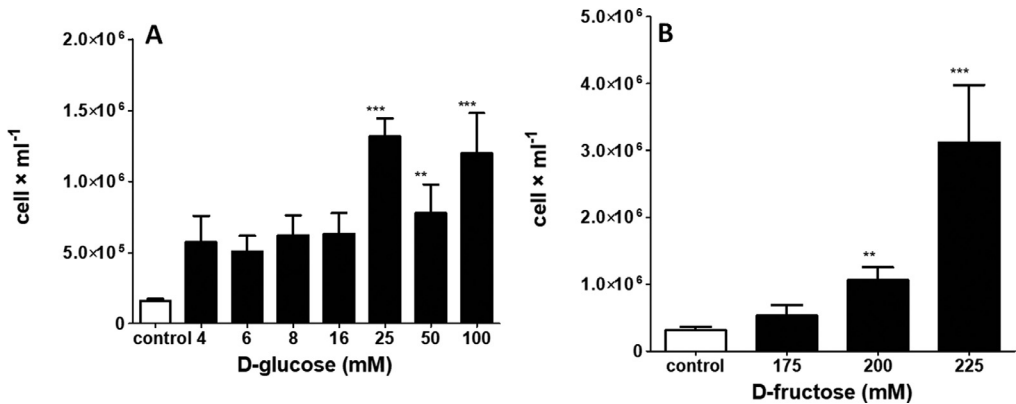 A
cell × ml⁻¹
2.0×10⁶
1.5×10⁶
1.0×10⁶
5.0×10⁵
0
***
**
***
control 4 6 8 16 25 50 100
D-glucose (mM)
B
cell × ml⁻¹
5.0×10⁶
4.0×10⁶
3.0×10⁶
2.0×10⁶
1.0×10⁶
0
**
***
control 175 200 225
D-fructose (mM)